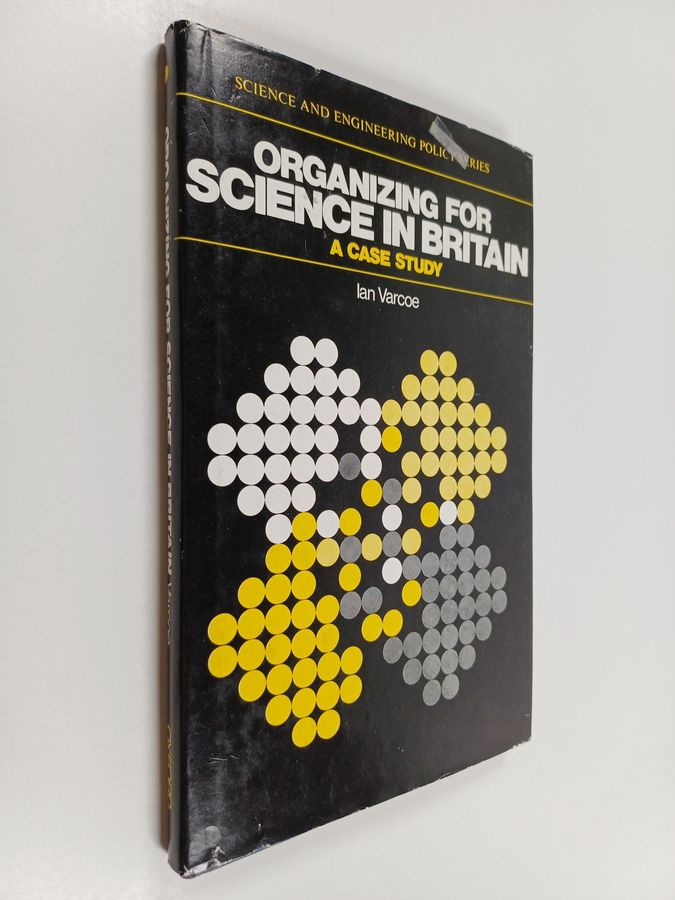 SCIENCE AND ENGINEERING POLICY SERIES
ORGANIZING FOR
SCIENCE IN BRITAIN
A CASE STUDY
Ian Varcoe
ORGANIZING FOR SCIENCE IN BRITAIN Varcoe